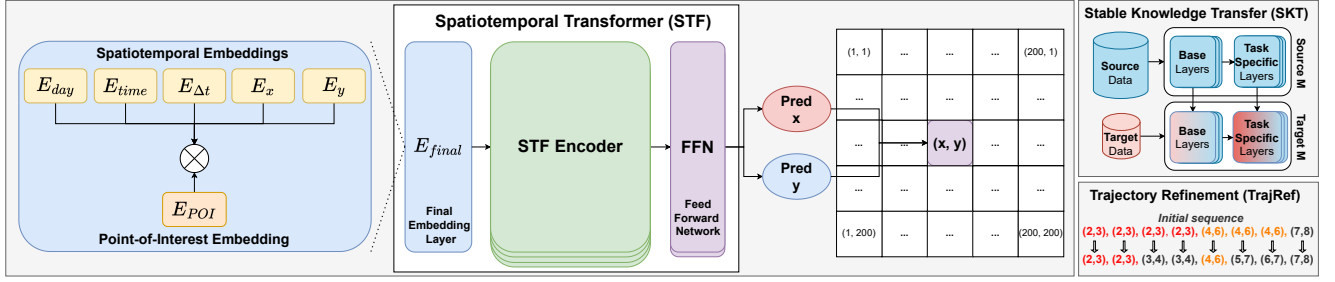 Spatiotemporal Embeddings
E_day E_time E_Δt E_x E_y
E_POI
Point-of-Interest Embedding
Spatiotemporal Transformer (STF)
E_final
Final
Embedding
Layer
STF Encoder
FFN
Feed
Forward
Network
Pred
x
Pred
y
(1, 1) ... ... ... (200, 1)
... ... ... ... ...
... ... (x, y) ...
... ... ... ... ...
(1, 200) ... ... ... (200, 200)
Stable Knowledge Transfer (SKT)
Source
Data
Base
Layers
Task
Specific
Layers
Source M
Target
Data
Base
Layers
Task
Specific
Layers
Target M
Trajectory Refinement (TrajRef)
Initial sequence
(2,3), (2,3), (2,3). (2,3), (4,6), (4,6), (4,6), (7,8)
(2,3), (2,3), (3,4), (3,4), (4,6), (5,7), (6,7), (7,8)